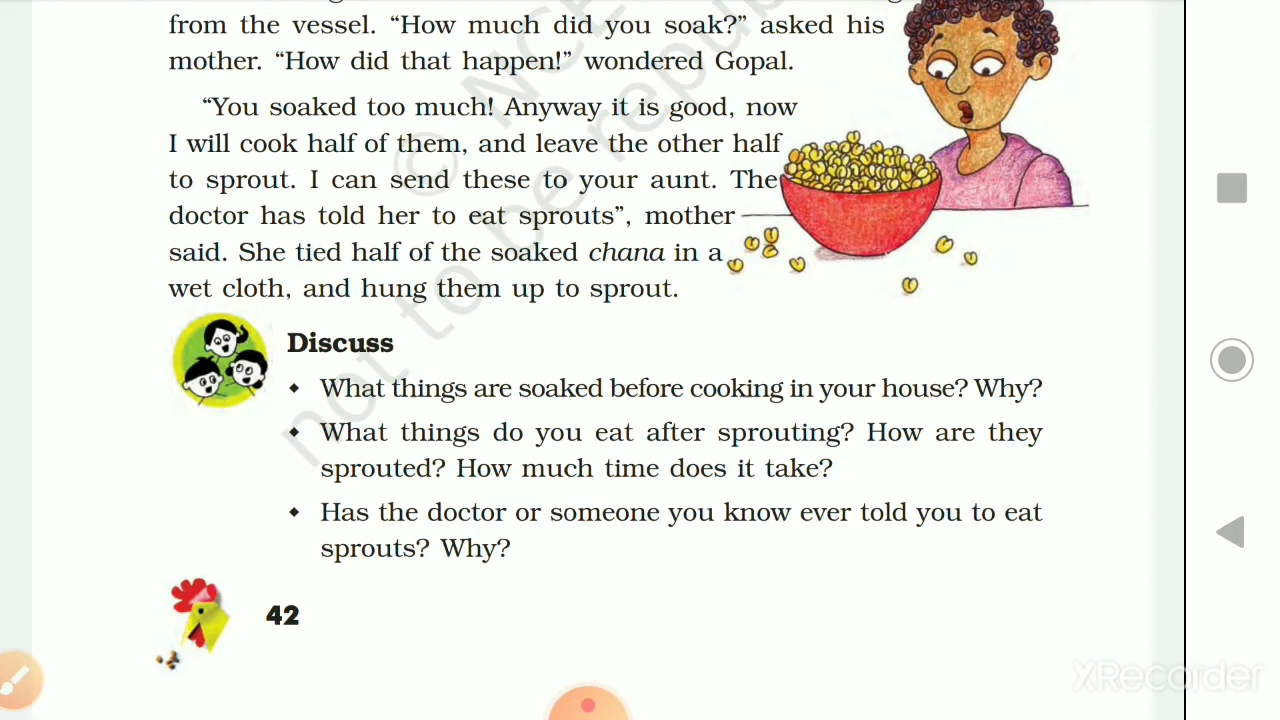 from the vessel. “How much did you soak?” asked his
mother. “How did that happen!” wondered Gopal.
“You soaked too much! Anyway it is good, now
I will cook half of them, and leave the other half
to sprout. I can send these to your aunt. The
doctor has told her to eat sprouts”, mother
said. She tied half of the soaked chana in a
wet cloth, and hung them up to sprout.
Discuss
• What things are soaked before cooking in your house? Why?
• What things do you eat after sprouting? How are they
sprouted? How much time does it take?
• Has the doctor or someone you know ever told you to eat
sprouts? Why?
42
© NCE
not to be republ
XRecorder